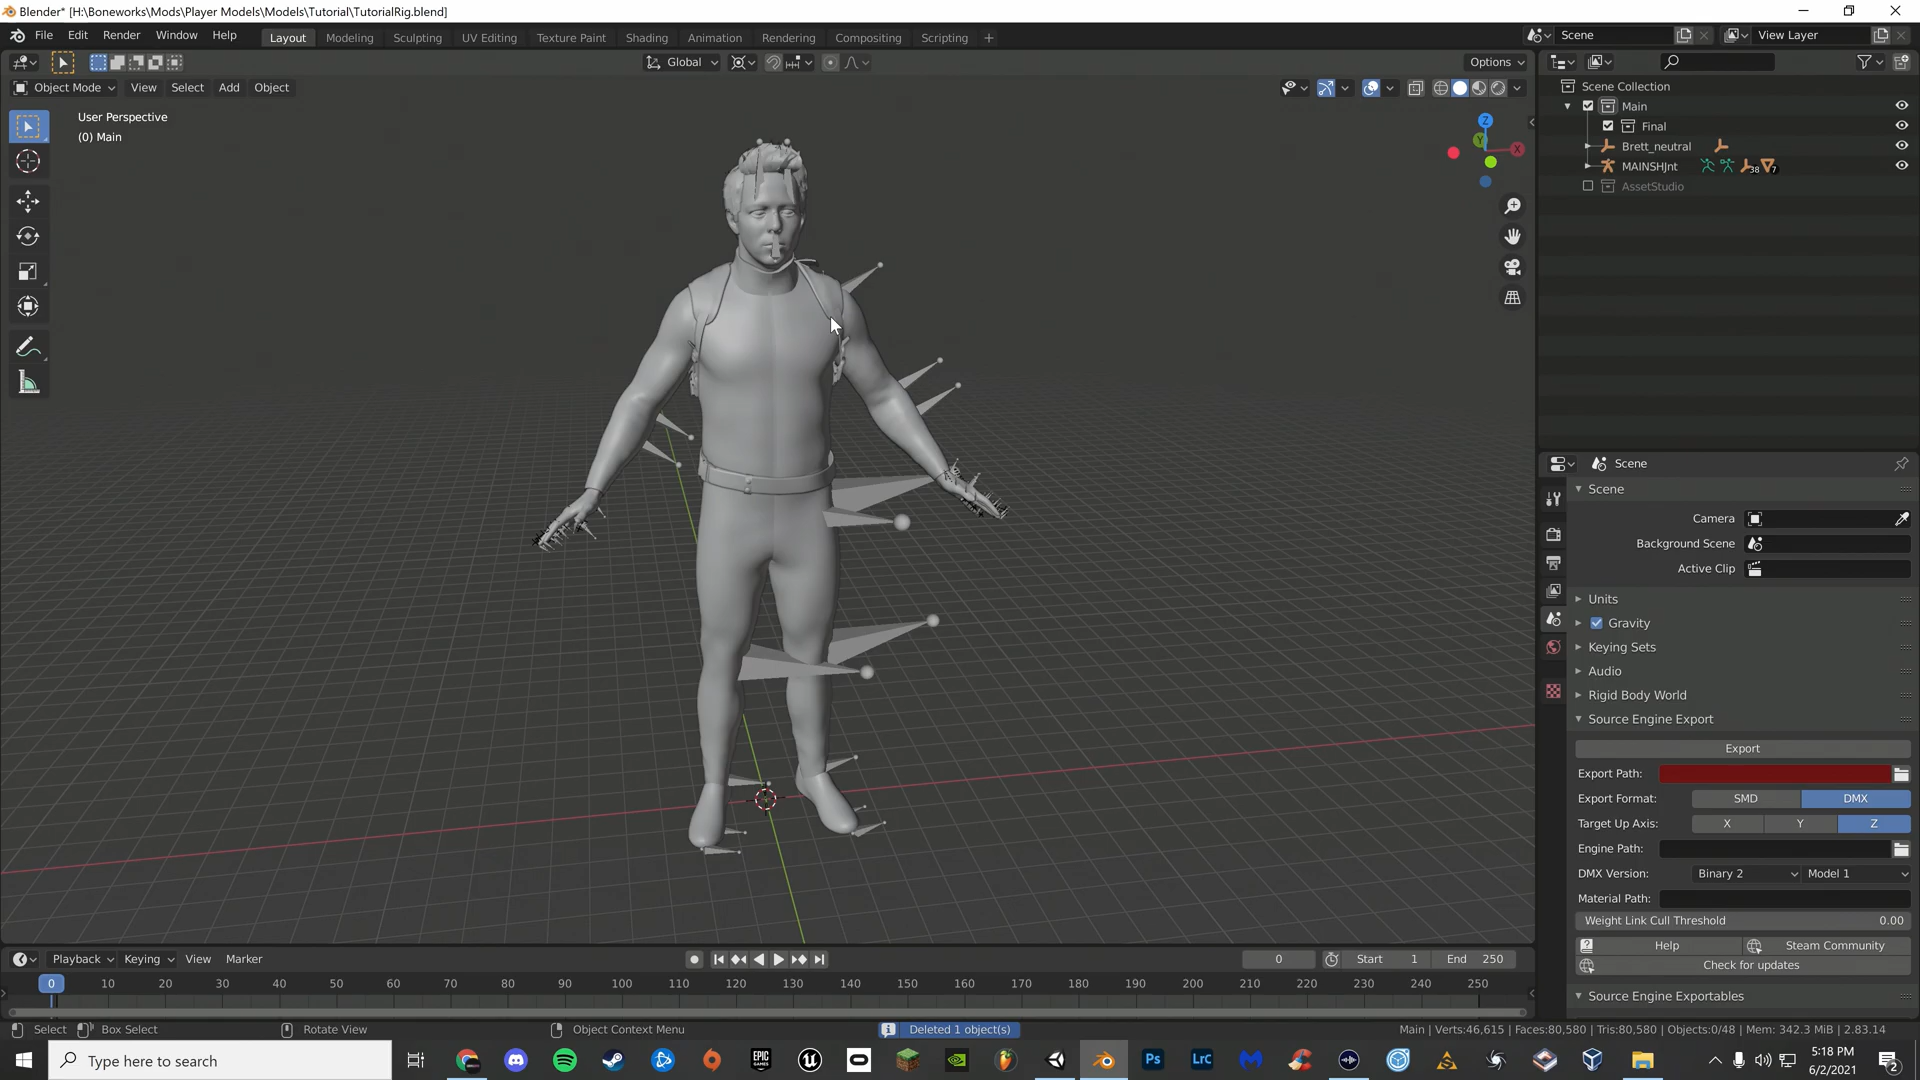 Blender* [H:\Boneworks\Mods\Player Models\Models\Tutorial\TutorialRig.blend]
File Edit Render Window Help
Layout Modeling Sculpting UV Editing Texture Paint Shading Animation Rendering Compositing Scripting +
Scene
View Layer
Global
Options
Object Mode View Select Add Object
User Perspective
(0) Main
Z
Y
X
Scene Collection
Main
Final
Brett_neutral
MAINSHJnt 38 7
AssetStudio
Scene
Scene
Camera
Background Scene
Active Clip
Units
Gravity
Keying Sets
Audio
Rigid Body World
Source Engine Export
Export
Export Path:
Export Format: SMD DMX
Target Up Axis: X Y Z
Engine Path:
DMX Version: Binary 2 Model 1
Material Path:
Weight Link Cull Threshold 0.00
Help Steam Community
Check for updates
Source Engine Exportables
Playback Keying View Marker
0 Start 1 End 250
0 10 20 30 40 50 60 70 80 90 100 110 120 130 140 150 160 170 180 190 200 210 220 230 240 250
Select Box Select Rotate View Object Context Menu
Deleted 1 object(s)
Main | Verts:46,615 | Faces:80,580 | Tris:80,580 | Objects:0/48 | Mem: 342.3 MiB | 2.83.14
Type here to search
EPIC GAMES
Ps
LrC
5:18 PM
6/2/2021
2